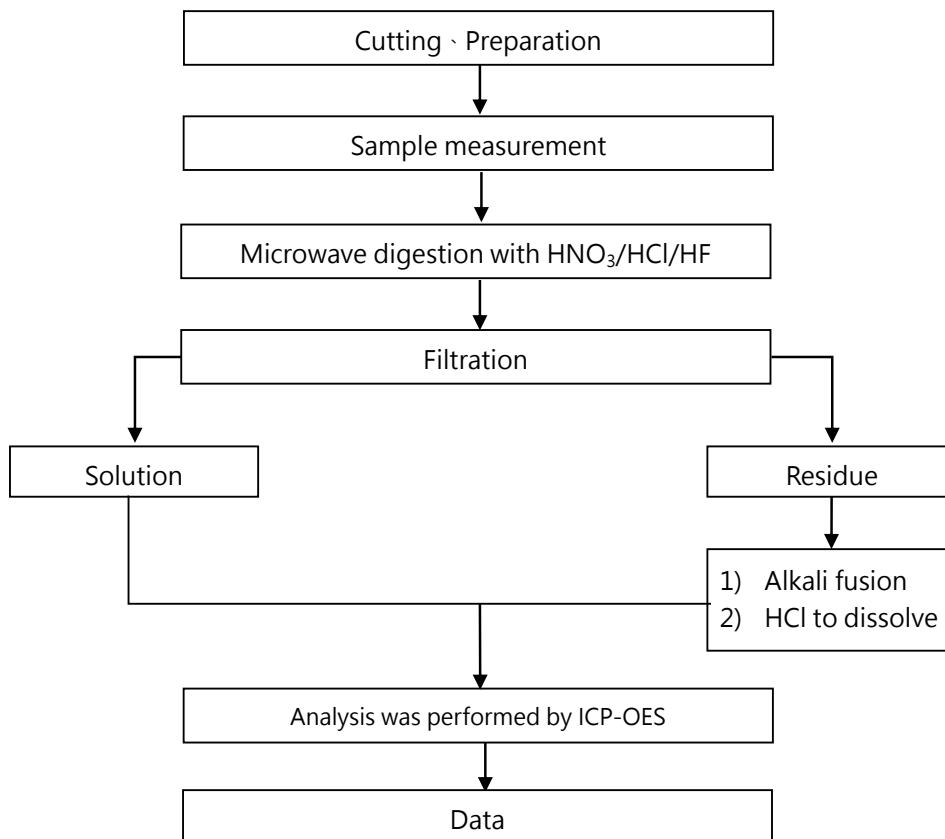 Cutting、Preparation
Sample measurement
Microwave digestion with HNO₃/HCl/HF
Filtration
Solution
Residue
1) Alkali fusion
2) HCl to dissolve
Analysis was performed by ICP-OES
Data